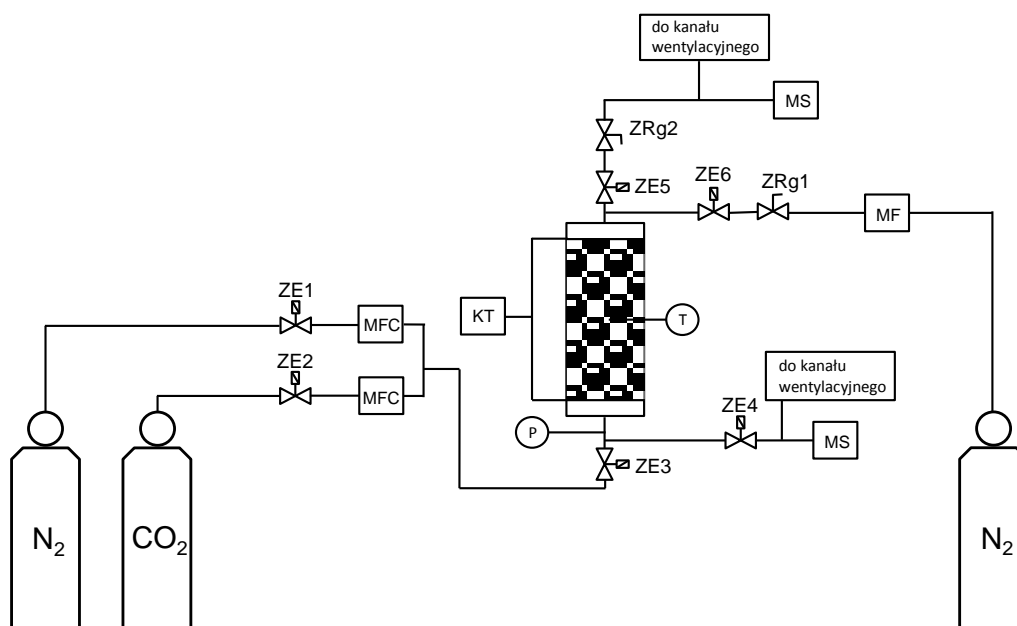 do kanału
wentylacyjnego
MS
ZRg2
ZE5
ZE6
ZRg1
MF
ZE1
MFC
KT
T
ZE2
MFC
do kanału
wentylacyjnego
ZE4
P
MS
ZE3
N₂
CO₂
N₂